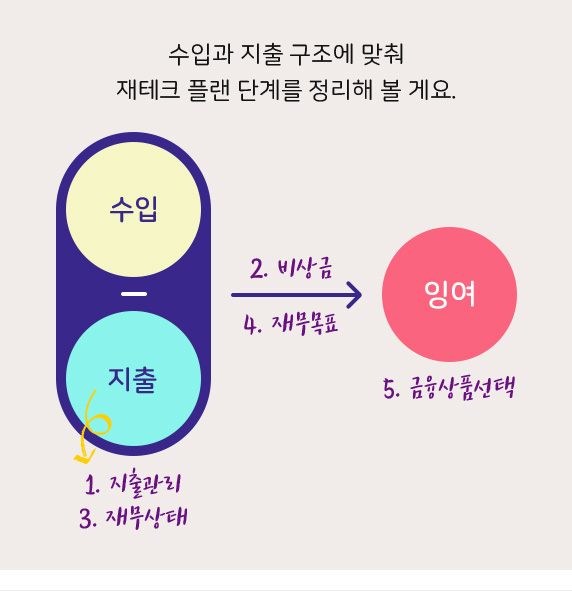 수입과 지출 구조에 맞춰
재테크 플랜 단계를 정리해 볼 게요.
수입
2. 비상금
잉여
4. 재무목표
지출
5. 금융상품선택
1. 지출관리
3. 재무상태